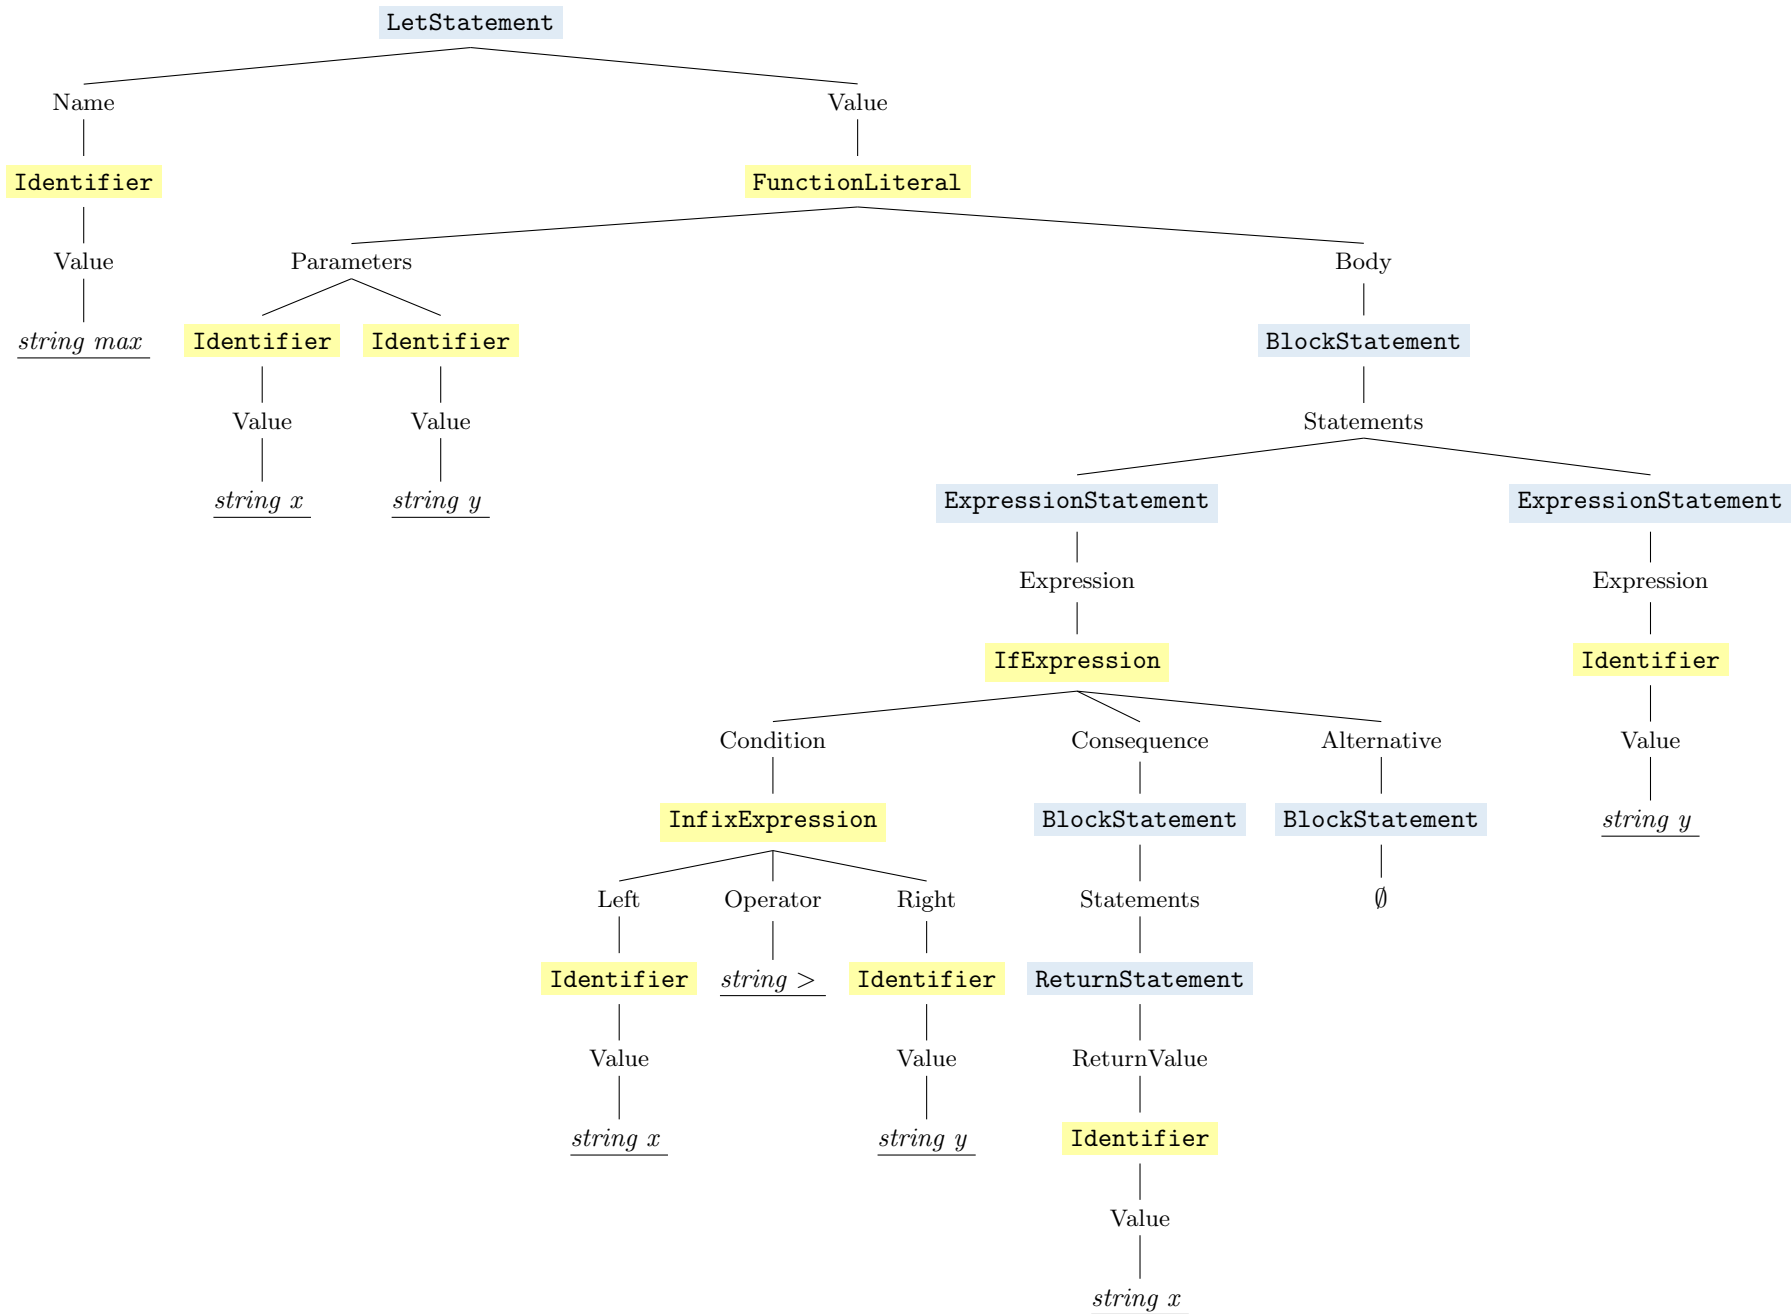 LetStatement
Name Value
Identifier FunctionLiteral
Value Parameters Body
string max Identifier Identifier BlockStatement
Value Value Statements
string x string y ExpressionStatement ExpressionStatement
Expression Expression
IfExpression Identifier
Condition Consequence Alternative Value
InfixExpression BlockStatement BlockStatement string y
Left Operator Right Statements ∅
Identifier string > Identifier ReturnStatement
Value Value ReturnValue
string x string y Identifier
Value
string x